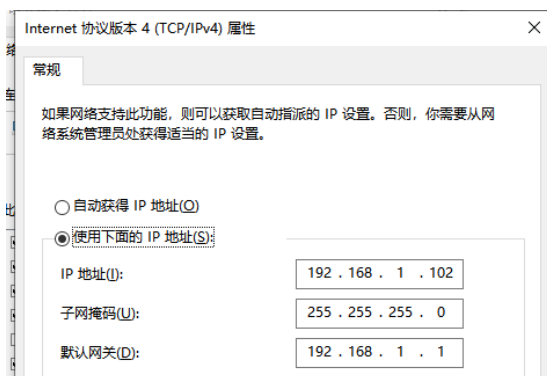 Internet 协议版本 4 (TCP/IPv4) 属性
常规
如果网络支持此功能，则可以获取自动指派的 IP 设置。否则，你需要从网
络系统管理员处获得适当的 IP 设置。
自动获得 IP 地址(O)
使用下面的 IP 地址(S):
IP 地址(I): 192 . 168 . 1 . 102
子网掩码(U): 255 . 255 . 255 . 0
默认网关(D): 192 . 168 . 1 . 1